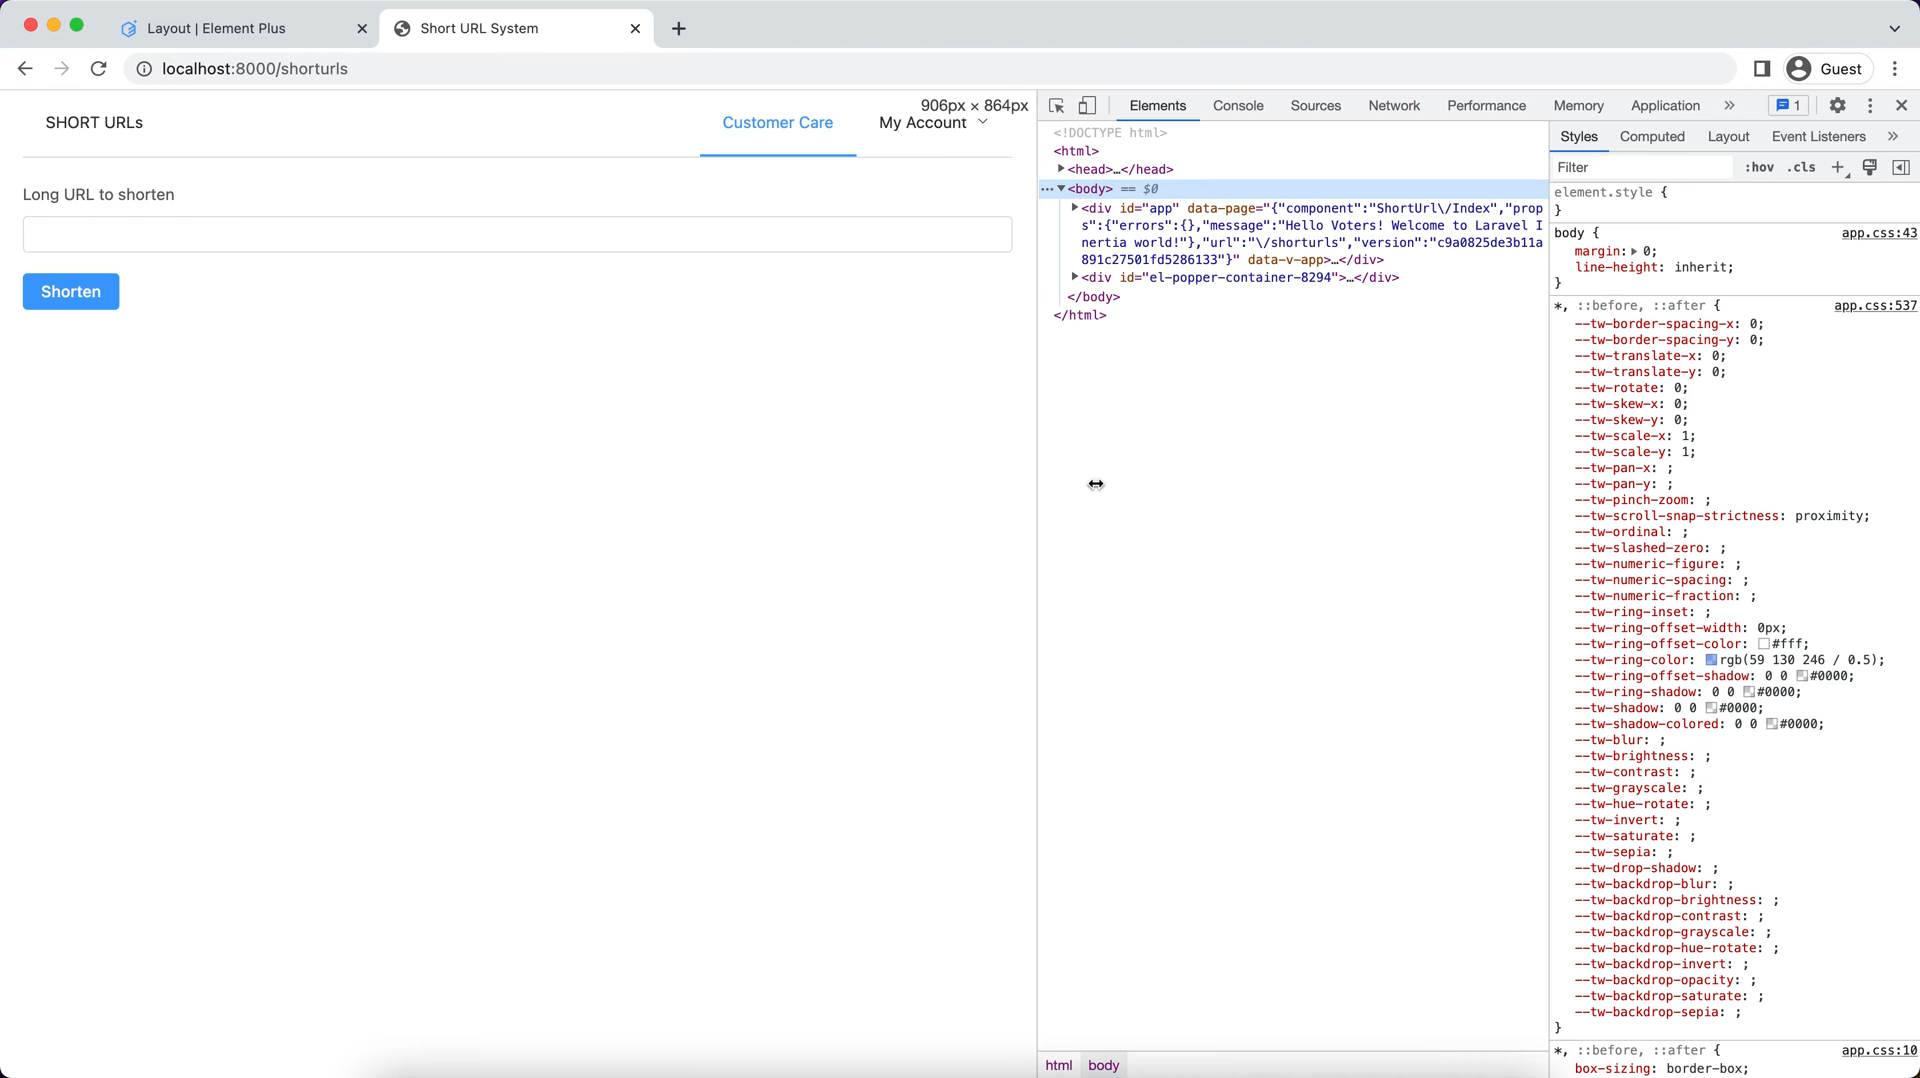 Layout | Element Plus
Short URL System
localhost:8000/shorturls
Guest
906px × 864px
SHORT URLs
Customer Care
My Account
Long URL to shorten
Shorten
Elements
Console
Sources
Network
Performance
Memory
Application
1
<!DOCTYPE html>
<html>
<head>…</head>
<body> == $0
<div id="app" data-page="{"component":"ShortUrl\/Index","prop
s":{"errors":{},"message":"Hello Voters! Welcome to Laravel I
nertia world!"},"url":"\/shorturls","version":"c9a0825de3b11a
891c27501fd5286133"}" data-v-app>…</div>
<div id="el-popper-container-8294">…</div>
</body>
</html>
html
body
Styles
Computed
Layout
Event Listeners
Filter
:hov
.cls
element.style {
}
body {
app.css:43
margin: 0;
line-height: inherit;
}
*, ::before, ::after {
app.css:537
--tw-border-spacing-x: 0;
--tw-border-spacing-y: 0;
--tw-translate-x: 0;
--tw-translate-y: 0;
--tw-rotate: 0;
--tw-skew-x: 0;
--tw-skew-y: 0;
--tw-scale-x: 1;
--tw-scale-y: 1;
--tw-pan-x: ;
--tw-pan-y: ;
--tw-pinch-zoom: ;
--tw-scroll-snap-strictness: proximity;
--tw-ordinal: ;
--tw-slashed-zero: ;
--tw-numeric-figure: ;
--tw-numeric-spacing: ;
--tw-numeric-fraction: ;
--tw-ring-inset: ;
--tw-ring-offset-width: 0px;
--tw-ring-offset-color: #fff;
--tw-ring-color: rgb(59 130 246 / 0.5);
--tw-ring-offset-shadow: 0 0 #0000;
--tw-ring-shadow: 0 0 #0000;
--tw-shadow: 0 0 #0000;
--tw-shadow-colored: 0 0 #0000;
--tw-blur: ;
--tw-brightness: ;
--tw-contrast: ;
--tw-grayscale: ;
--tw-hue-rotate: ;
--tw-invert: ;
--tw-saturate: ;
--tw-sepia: ;
--tw-drop-shadow: ;
--tw-backdrop-blur: ;
--tw-backdrop-brightness: ;
--tw-backdrop-contrast: ;
--tw-backdrop-grayscale: ;
--tw-backdrop-hue-rotate: ;
--tw-backdrop-invert: ;
--tw-backdrop-opacity: ;
--tw-backdrop-saturate: ;
--tw-backdrop-sepia: ;
}
*, ::before, ::after {
app.css:10
box-sizing: border-box;